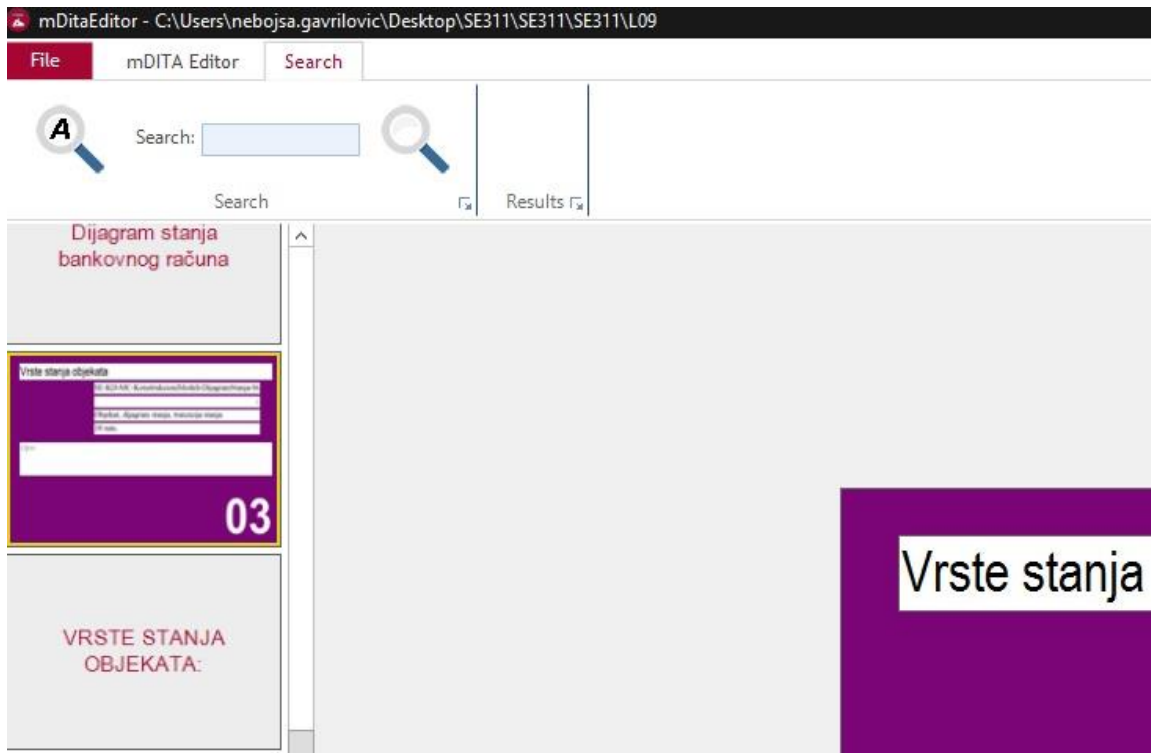 mDitaEditor - C:\Users\nebojsa.gavrilovic\Desktop\SE311\SE311\SE311\L09
File mDITA Editor Search
A
Search:
Search Results
Dijagram stanja
bankovnog računa
Vrste stanja objekata
03
VRSTE STANJA
OBJEKATA:
Vrste stanja